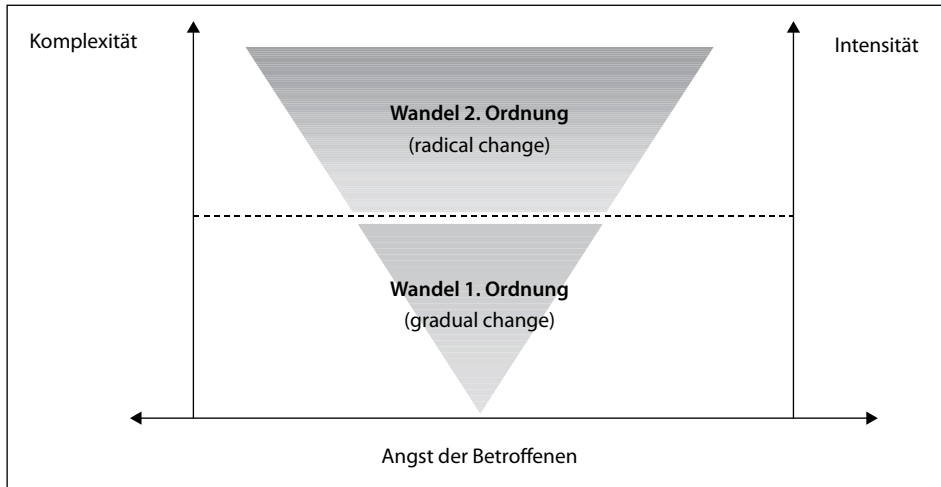 Komplexität
Intensität
Wandel 2. Ordnung
(radical change)
Wandel 1. Ordnung
(gradual change)
Angst der Betroffenen